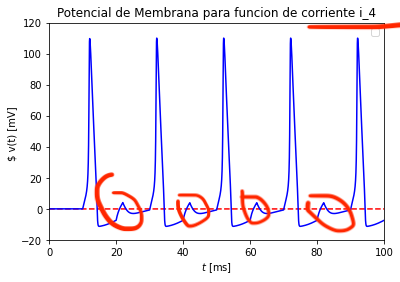 Potencial de Membrana para funcion de corriente i_4
120
100
80
60
40
20
0
−20
$ v(t) [mV]
0 20 40 60 80 100
t [ms]